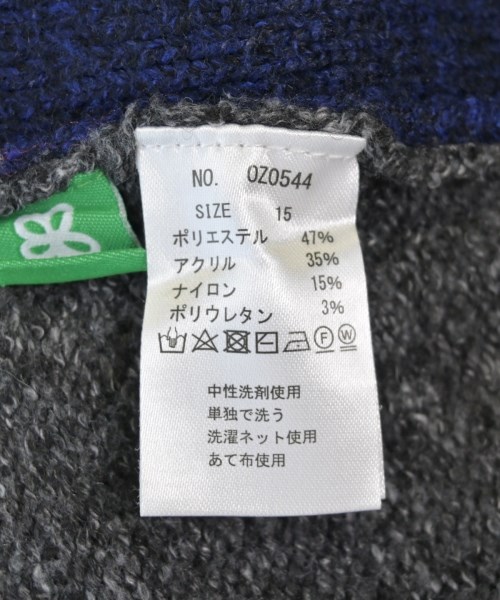 NO. OZ0544
SIZE 15
ポリエステル 47%
アクリル 35%
ナイロン 15%
ポリウレタン 3%
F W
中性洗剤使用
単独で洗う
洗濯ネット使用
あて布使用